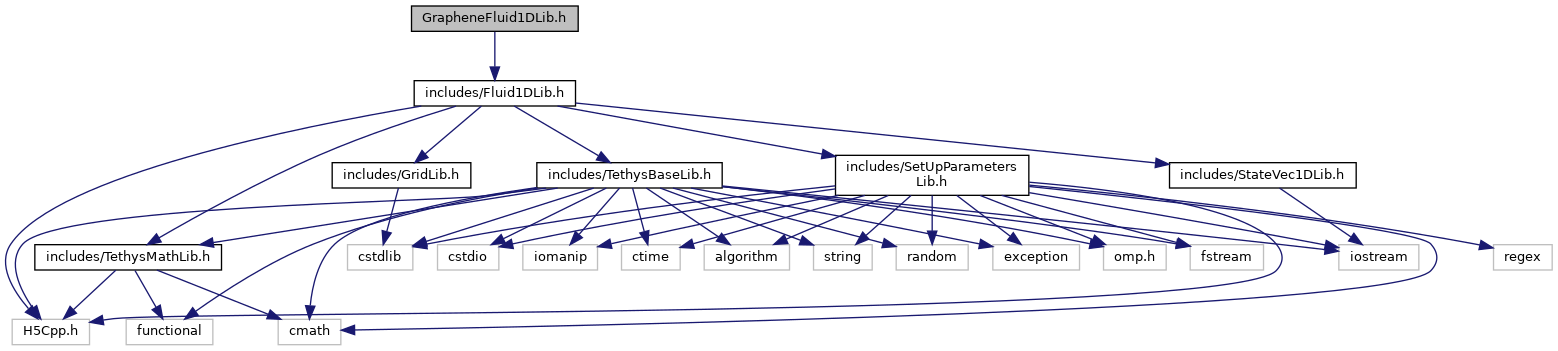 GrapheneFluid1DLib.h
includes/Fluid1DLib.h
includes/GridLib.h
includes/TethysBaseLib.h
includes/SetUpParameters
Lib.h
includes/StateVec1DLib.h
includes/TethysMathLib.h
cstdlib
cstdio
iomanip
ctime
algorithm
string
random
exception
omp.h
fstream
iostream
regex
H5Cpp.h
functional
cmath